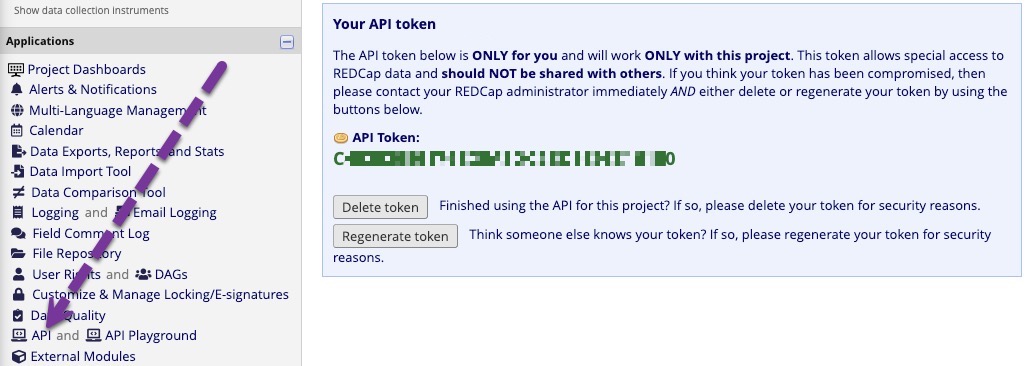 Show data collection instruments
Applications
Project Dashboards
Alerts & Notifications
Multi-Language Management
Calendar
Data Exports, Reports and Stats
Data Import Tool
Data Comparison Tool
Logging and Email Logging
Field Comment Log
File Repository
User Rights and DAGs
Customize & Manage Locking/E-signatures
Data Quality
API and API Playground
External Modules
Your API token
The API token below is ONLY for you and will work ONLY with this project. This token allows special access to
REDCap data and should NOT be shared with others. If you think your token has been compromised, then
please contact your REDCap administrator immediately AND either delete or regenerate your token by using the
buttons below.
API Token:
Delete token Finished using the API for this project? If so, please delete your token for security reasons.
Regenerate token Think someone else knows your token? If so, please regenerate your token for security
reasons.